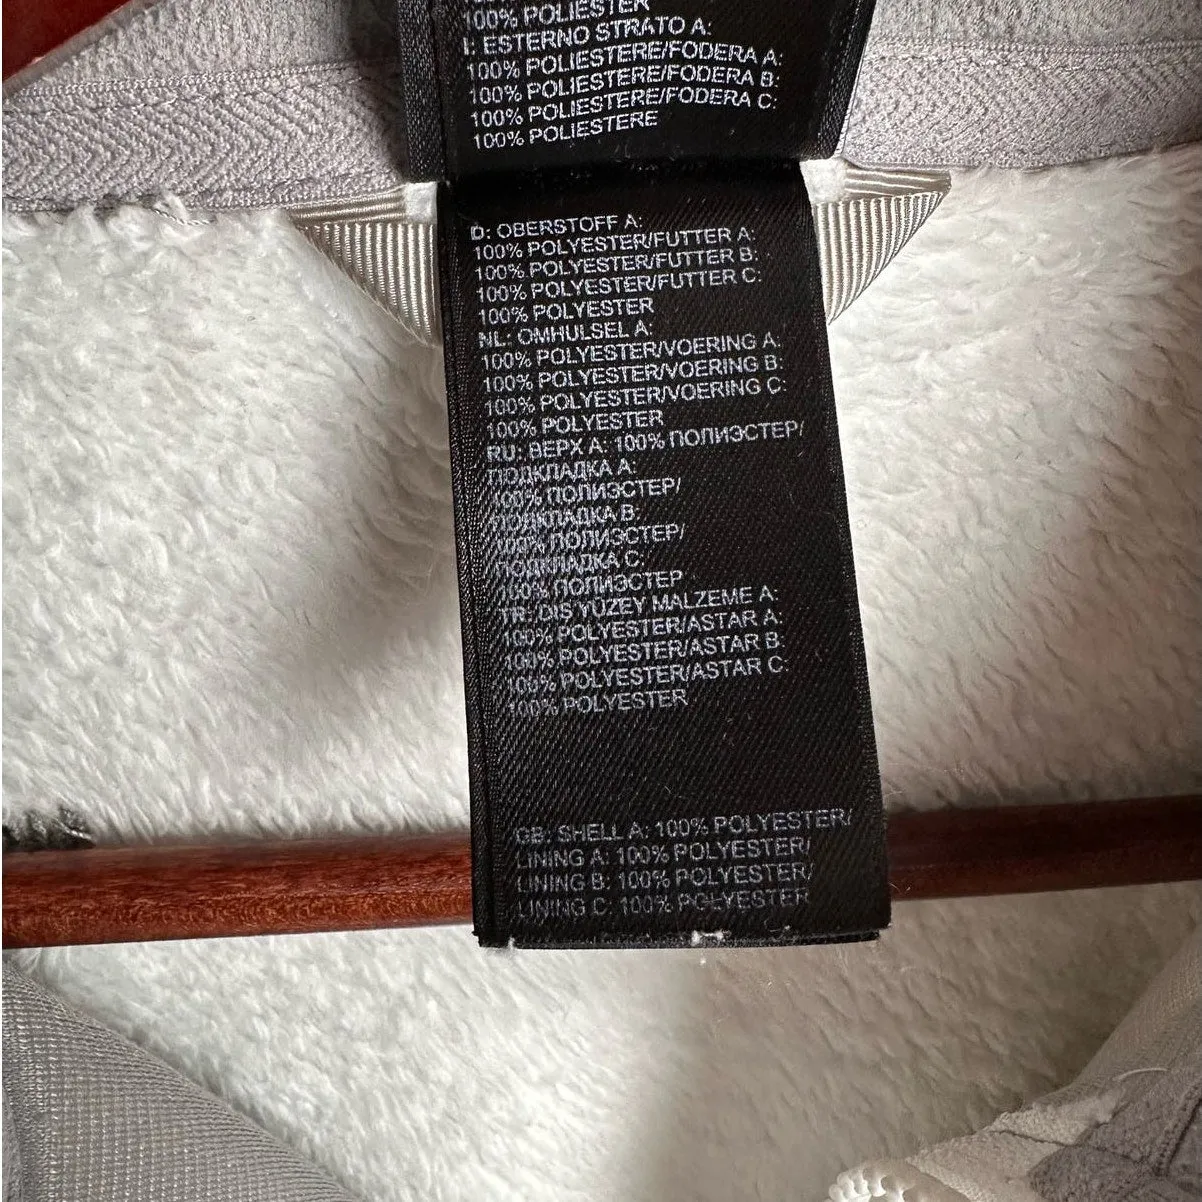 100% POLIESTER
I: ESTERNO STRATO A:
100% POLIESTERE/FODERA A:
100% POLIESTERE/FODERA B:
100% POLIESTERE/FODERA C:
100% POLIESTERE
D: OBERSTOFF A:
100% POLYESTER/FUTTER A:
100% POLYESTER/FUTTER B:
100% POLYESTER/FUTTER C:
100% POLYESTER
NL: OMHULSEL A:
100% POLYESTER/VOERING A:
100% POLYESTER/VOERING B:
100% POLYESTER/VOERING C:
100% POLYESTER
RU: ВЕРХ А: 100% ПОЛИЭСТЕР/
ПОДКЛАДКА А:
100% ПОЛИЭСТЕР/
ПОДКЛАДКА В:
100% ПОЛИЭСТЕР/
ПОДКЛАДКА С:
100% ПОЛИЭСТЕР
TR: DIS YÜZEY MALZEME A:
100% POLYESTER/ASTAR A:
100% POLYESTER/ASTAR B:
100% POLYESTER/ASTAR C:
100% POLYESTER
GB: SHELL A: 100% POLYESTER/
LINING A: 100% POLYESTER/
LINING B: 100% POLYESTER/
LINING C: 100% POLYESTER